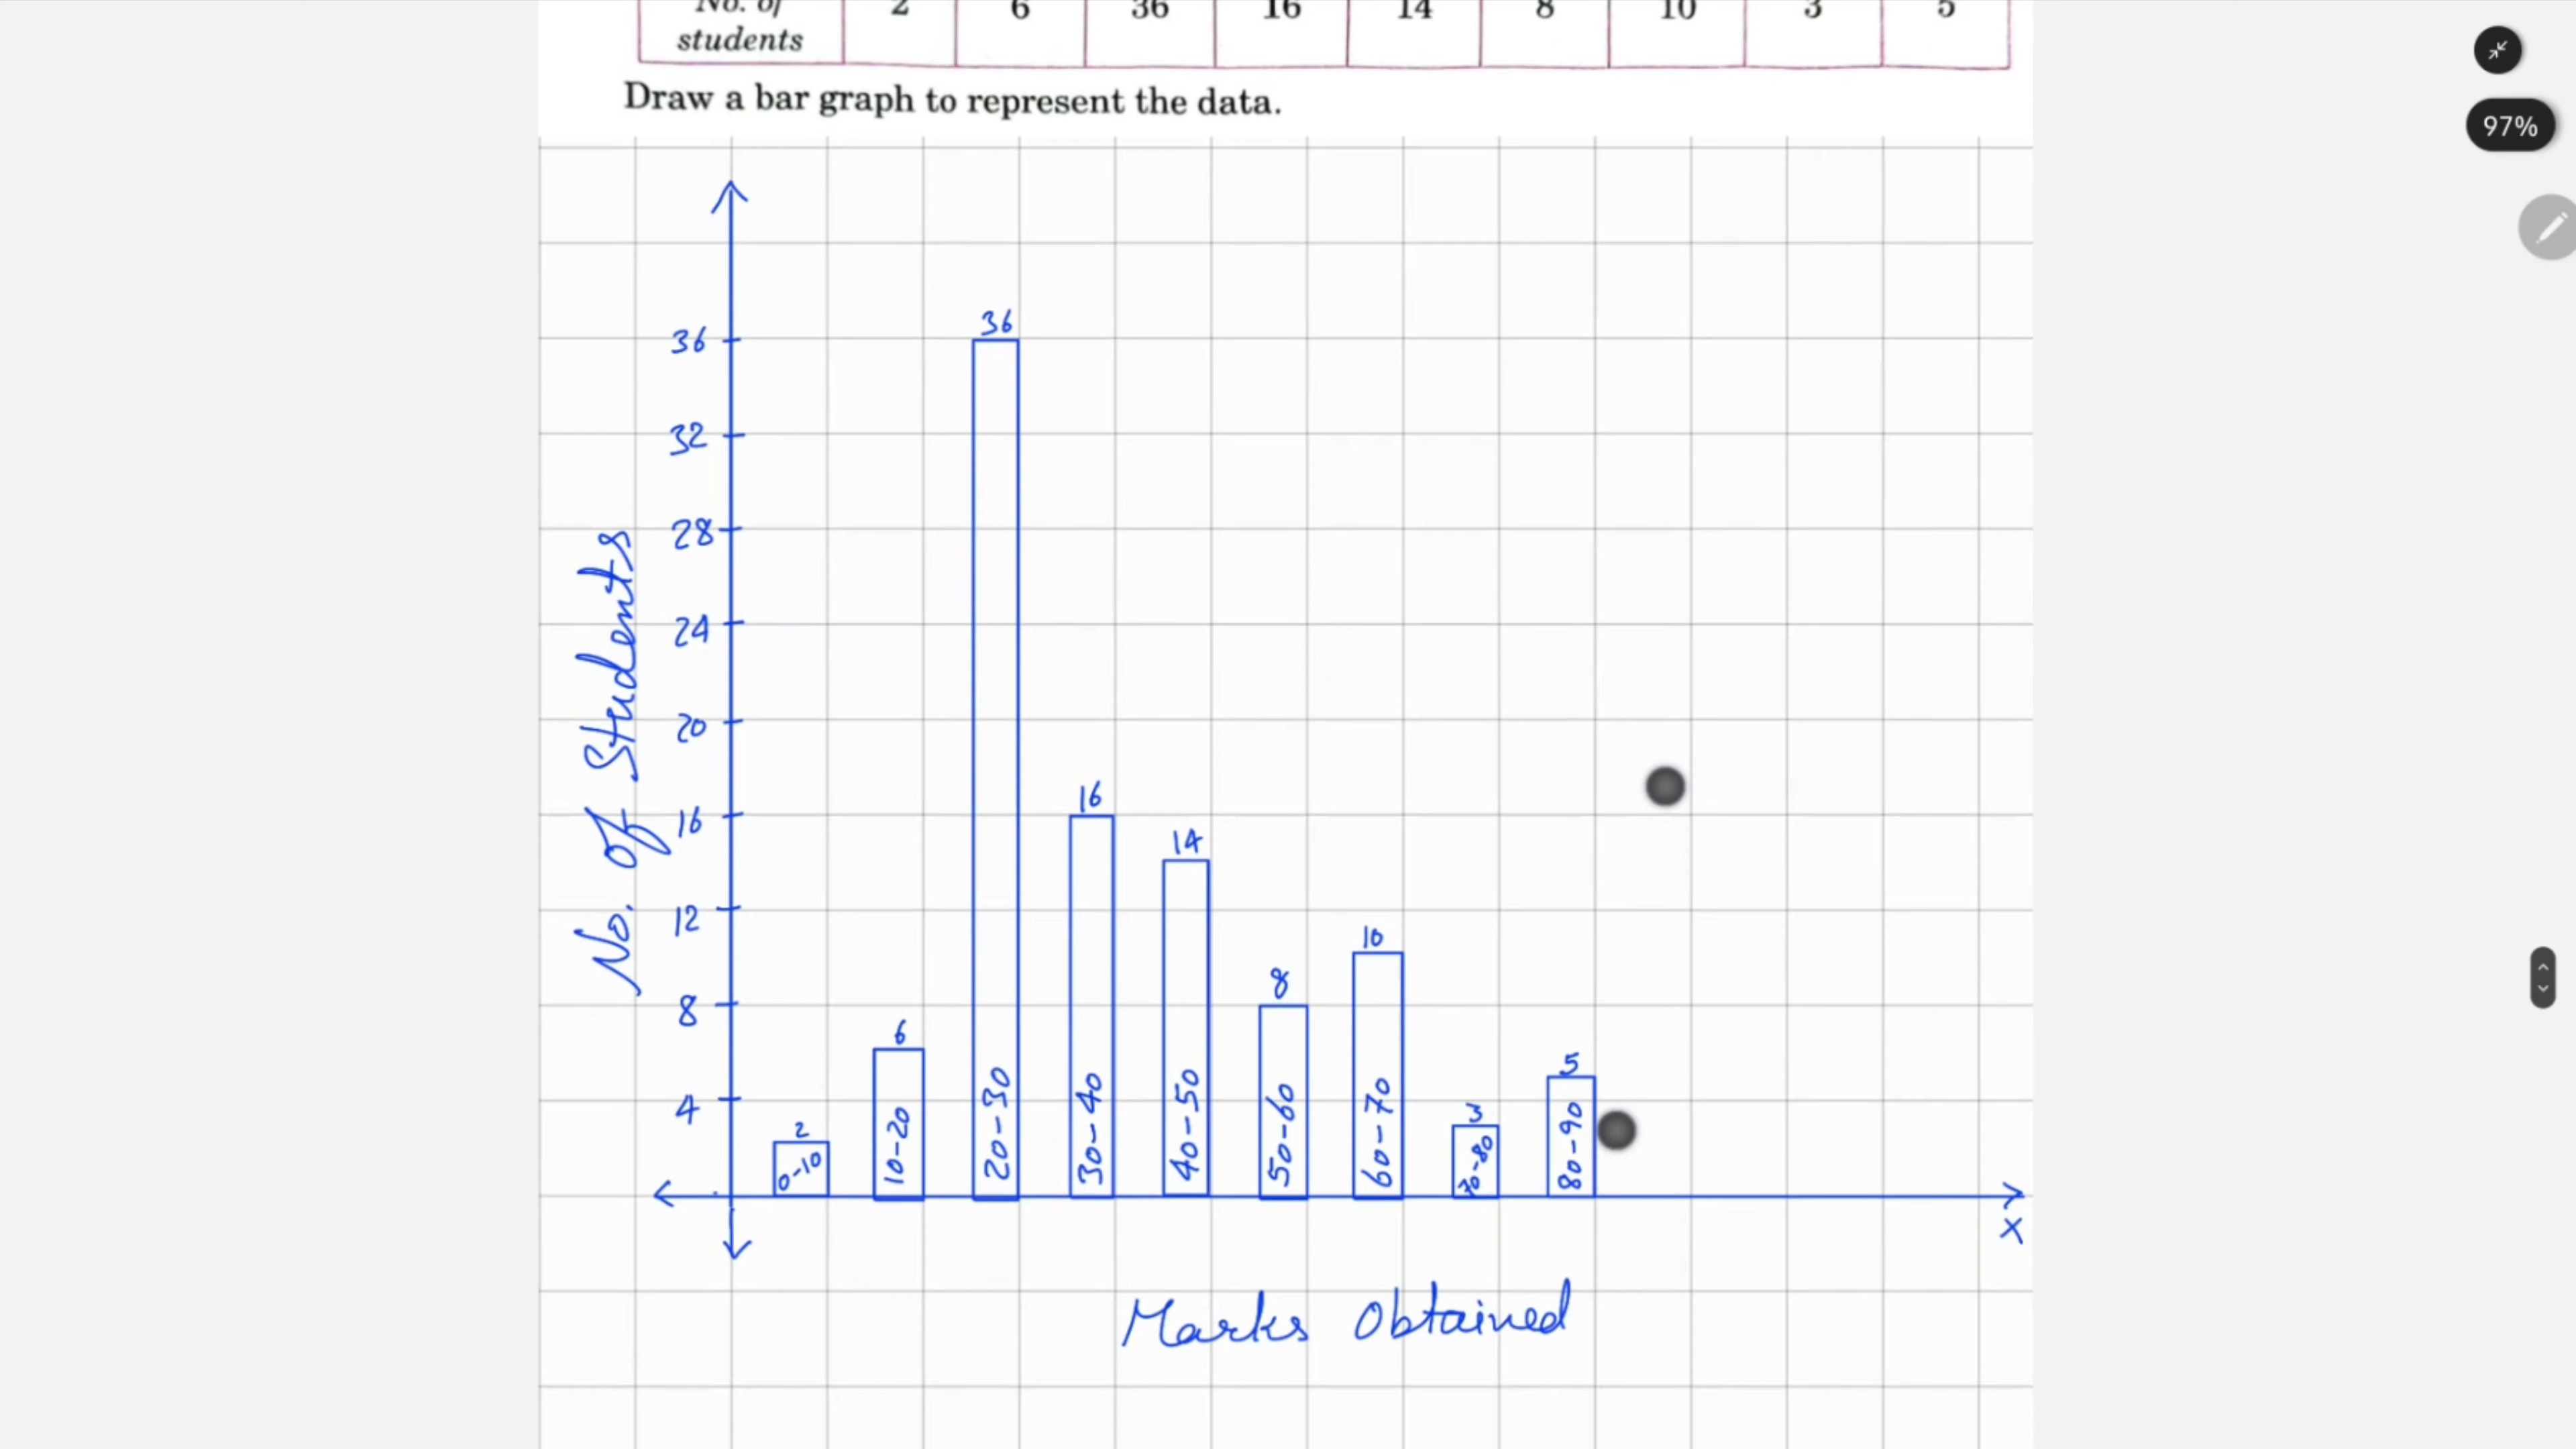 No. of 2 6 36 16 14 8 10 3 5
students
Draw a bar graph to represent the data.
97%
36
36
32
28
24
20
16
16
14
12
10
8
8
6
5
4
3
2
0-10 10-20 20-30 30-40 40-50 50-60 60-70 70-80 80-90
No. of Students
X
Marks Obtained